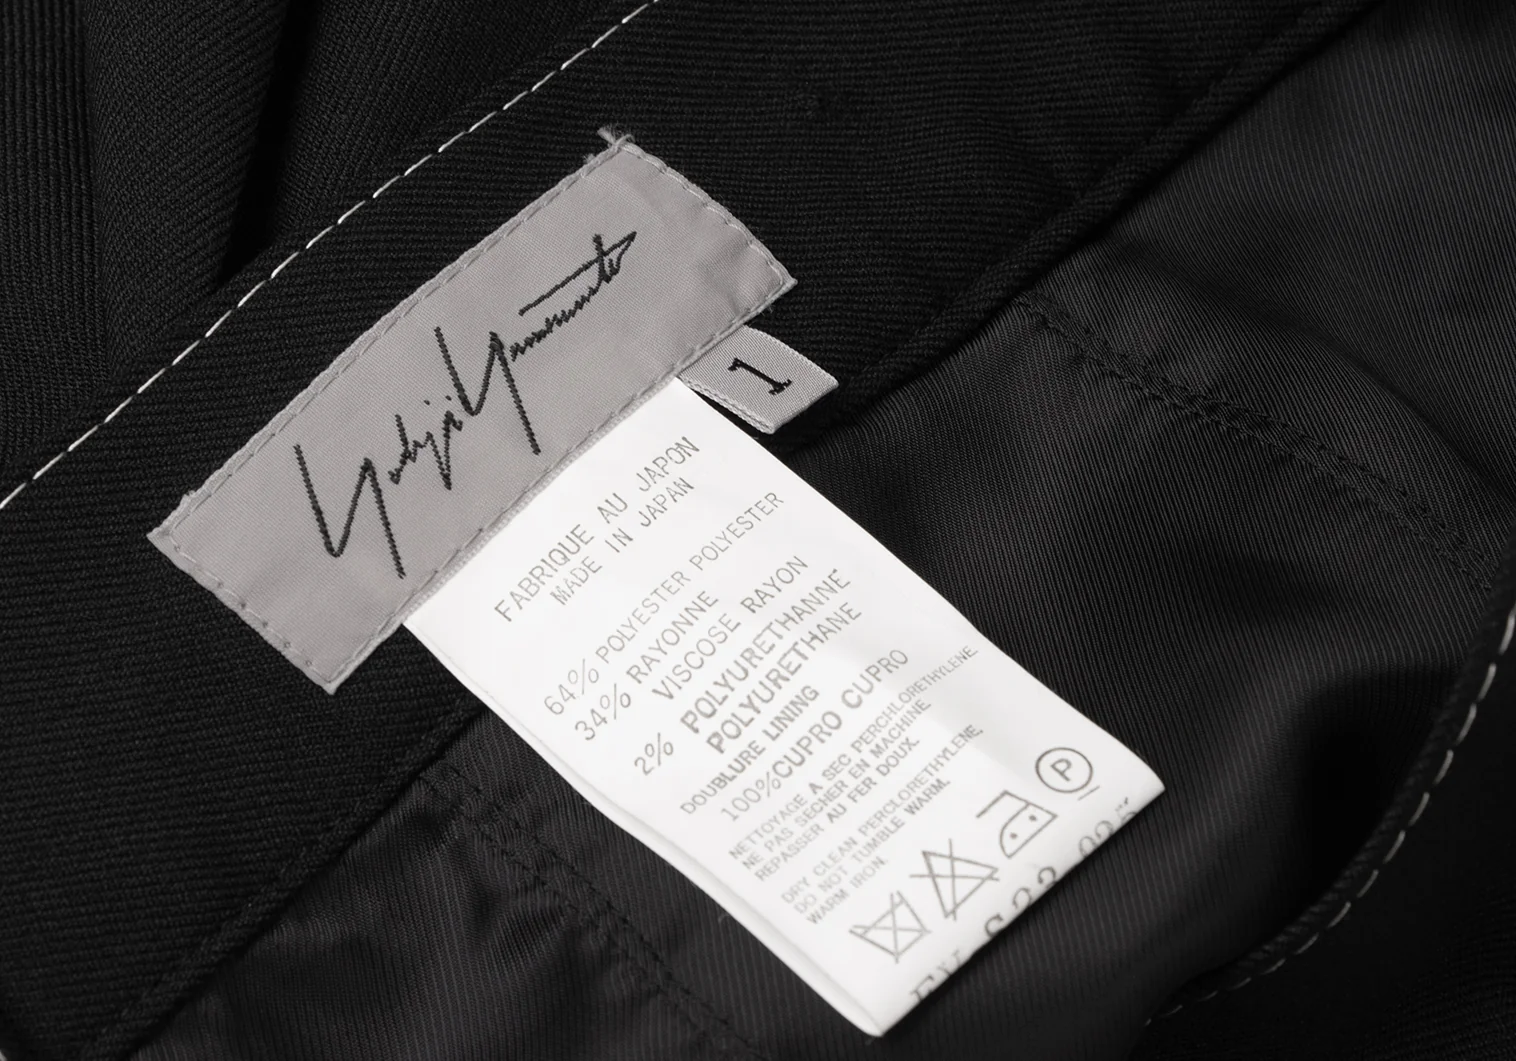 Yohji Yamamoto
1
FABRIQUE AU JAPON
MADE IN JAPAN
64% POLYESTER POLYESTER
34% RAYONNE
VISCOSE RAYON
2% POLYURETHANNE
POLYURETHANE
DOUBLURE LINING
100%CUPRO CUPRO
NETTOYAGE A SEC PERCHLORETHYLENE.
NE PAS SECHER EN MACHINE.
REPASSER AU FER DOUX.
DRY CLEAN PERCLORETHYLENE.
DO NOT TUMBLE WARM.
WARM IRON.
P